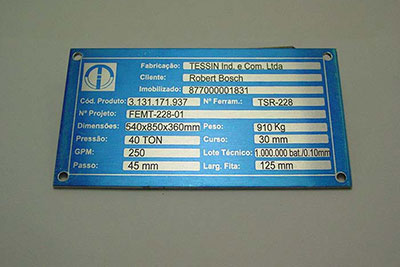 Fabricação: TESSIN Ind. e Com. Ltda
Cliente: Robert Bosch
Imobilizado: 877000001831
Cód. Produto: 3.131.171.937 Nº Ferram.: TSR-228
Nº Projeto: FEMT-228-01
Dimensões: 540x850x360mm Peso: 910 Kg
Pressão: 40 TON Curso: 30 mm
GPM: 250 Lote Técnico: 1.000.000 bat./0.10mm
Passo: 45 mm Larg. Fita: 125 mm